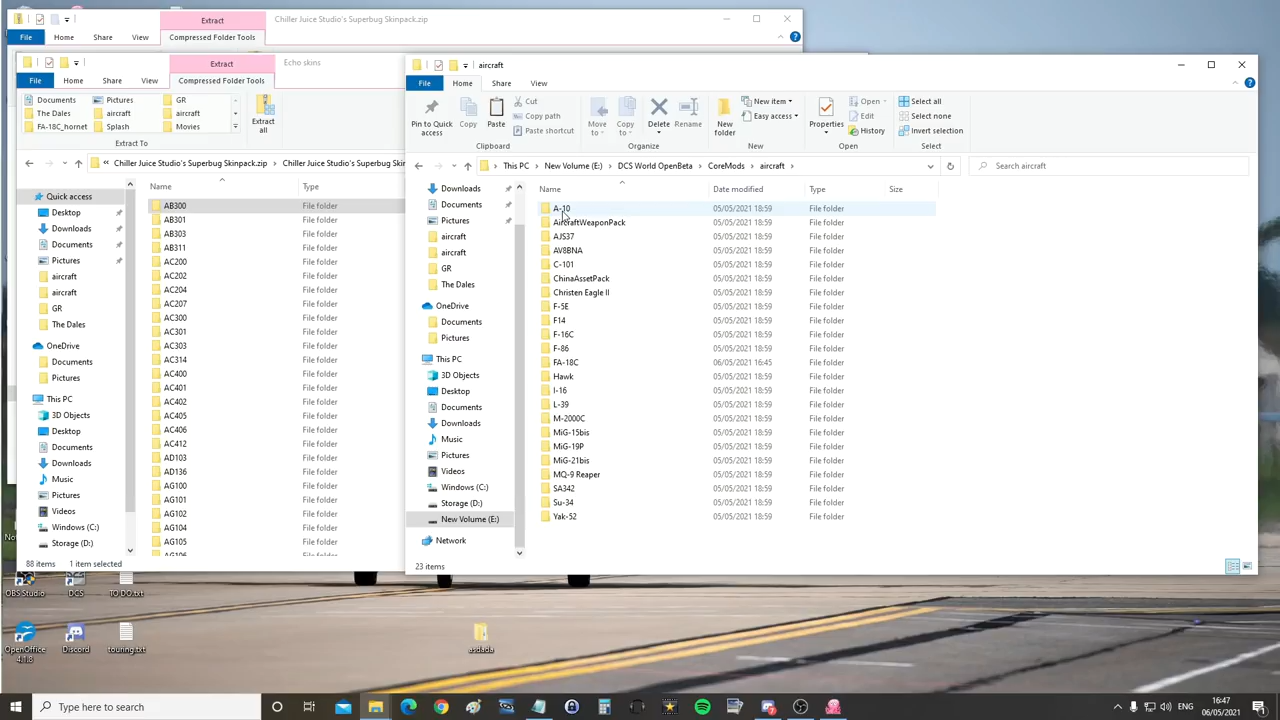 Extract
Chiller Juice Studio's Superbug Skinpack.zip
File Home Share View Compressed Folder Tools
Extract
Echo skins
File Home Share View Compressed Folder Tools
Documents Pictures GR
The Dales aircraft aircraft
FA-18C_hornet Splash Movies
Extract all
Extract To
Chiller Juice Studio's Superbug Skinpack.zip > Chiller Juice Studio's Superbug Skin
Name Type
Quick access
Desktop
Downloads
Documents
Pictures
aircraft
aircraft
GR
The Dales
OneDrive
Documents
Pictures
This PC
3D Objects
Desktop
Documents
Downloads
Music
Pictures
Videos
Windows (C:)
Storage (D:)
AB300 File folder
AB301 File folder
AB303 File folder
AB311 File folder
AC200 File folder
AC202 File folder
AC204 File folder
AC207 File folder
AC300 File folder
AC301 File folder
AC303 File folder
AC314 File folder
AC400 File folder
AC401 File folder
AC402 File folder
AC405 File folder
AC406 File folder
AC412 File folder
AD103 File folder
AD136 File folder
AG100 File folder
AG101 File folder
AG102 File folder
AG104 File folder
AG105 File folder
AG106 File folder
88 items 1 item selected
aircraft
File Home Share View
Pin to Quick access
Copy
Paste
Cut
Copy path
Paste shortcut
Clipboard
Move to
Copy to
Delete
Rename
Organize
New folder
New item
Easy access
New
Properties
Open
Edit
History
Open
Select all
Select none
Invert selection
Select
This PC > New Volume (E:) > DCS World OpenBeta > CoreMods > aircraft >
Search aircraft
Name Date modified Type Size
Downloads
Documents
Pictures
aircraft
aircraft
GR
The Dales
OneDrive
Documents
Pictures
This PC
3D Objects
Desktop
Documents
Downloads
Music
Pictures
Videos
Windows (C:)
Storage (D:)
New Volume (E:)
Network
A-10 05/05/2021 18:59 File folder
AircraftWeaponPack 05/05/2021 18:59 File folder
AJS37 05/05/2021 18:59 File folder
AV8BNA 05/05/2021 18:59 File folder
C-101 05/05/2021 18:59 File folder
ChinaAssetPack 05/05/2021 18:59 File folder
Christen Eagle II 05/05/2021 18:59 File folder
F-5E 05/05/2021 18:59 File folder
F14 05/05/2021 18:59 File folder
F-16C 05/05/2021 18:59 File folder
F-86 05/05/2021 18:59 File folder
FA-18C 06/05/2021 16:45 File folder
Hawk 05/05/2021 18:59 File folder
I-16 05/05/2021 18:59 File folder
L-39 05/05/2021 18:59 File folder
M-2000C 05/05/2021 18:59 File folder
MiG-15bis 05/05/2021 18:59 File folder
MiG-19P 05/05/2021 18:59 File folder
MiG-21bis 05/05/2021 18:59 File folder
MQ-9 Reaper 05/05/2021 18:59 File folder
SA342 05/05/2021 18:59 File folder
Su-34 05/05/2021 18:59 File folder
Yak-52 05/05/2021 18:59 File folder
23 items
OBS Studio DCS TO DO.txt
OpenOffice 4.1.8 Discord touring.txt asdada
Type here to search
16:47
06/05/2021